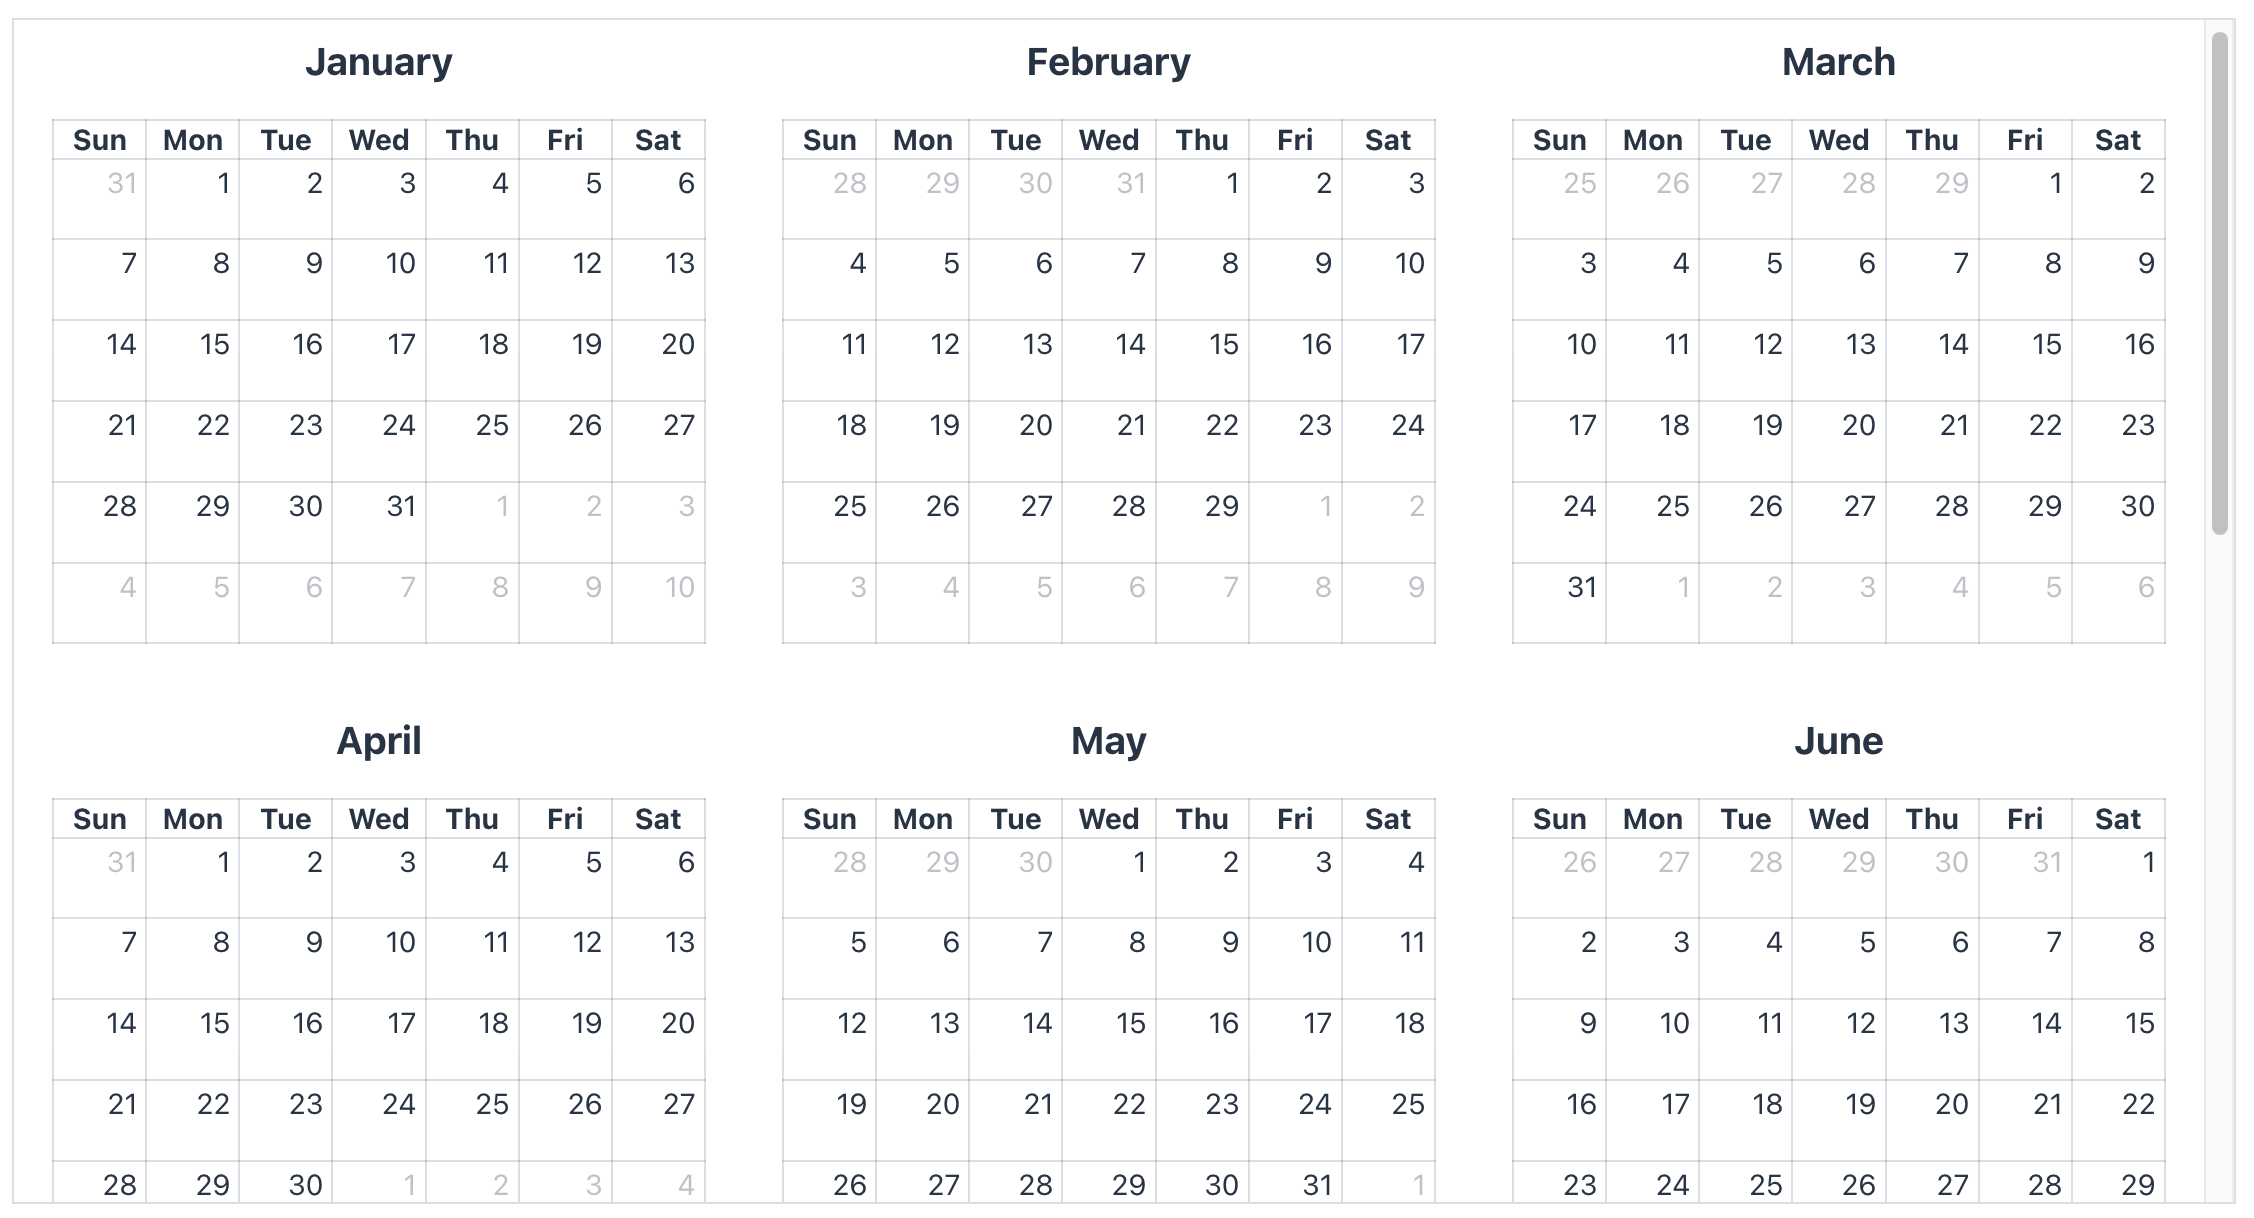 January February March
Sun Mon Tue Wed Thu Fri Sat Sun Mon Tue Wed Thu Fri Sat Sun Mon Tue Wed Thu Fri Sat
31 1 2 3 4 5 6 28 29 30 31 1 2 3 25 26 27 28 29 1 2
7 8 9 10 11 12 13 4 5 6 7 8 9 10 3 4 5 6 7 8 9
14 15 16 17 18 19 20 11 12 13 14 15 16 17 10 11 12 13 14 15 16
21 22 23 24 25 26 27 18 19 20 21 22 23 24 17 18 19 20 21 22 23
28 29 30 31 1 2 3 25 26 27 28 29 1 2 24 25 26 27 28 29 30
4 5 6 7 8 9 10 3 4 5 6 7 8 9 31 1 2 3 4 5 6
April May June
Sun Mon Tue Wed Thu Fri Sat Sun Mon Tue Wed Thu Fri Sat Sun Mon Tue Wed Thu Fri Sat
31 1 2 3 4 5 6 28 29 30 1 2 3 4 26 27 28 29 30 31 1
7 8 9 10 11 12 13 5 6 7 8 9 10 11 2 3 4 5 6 7 8
14 15 16 17 18 19 20 12 13 14 15 16 17 18 9 10 11 12 13 14 15
21 22 23 24 25 26 27 19 20 21 22 23 24 25 16 17 18 19 20 21 22
28 29 30 1 2 3 4 26 27 28 29 30 31 1 23 24 25 26 27 28 29